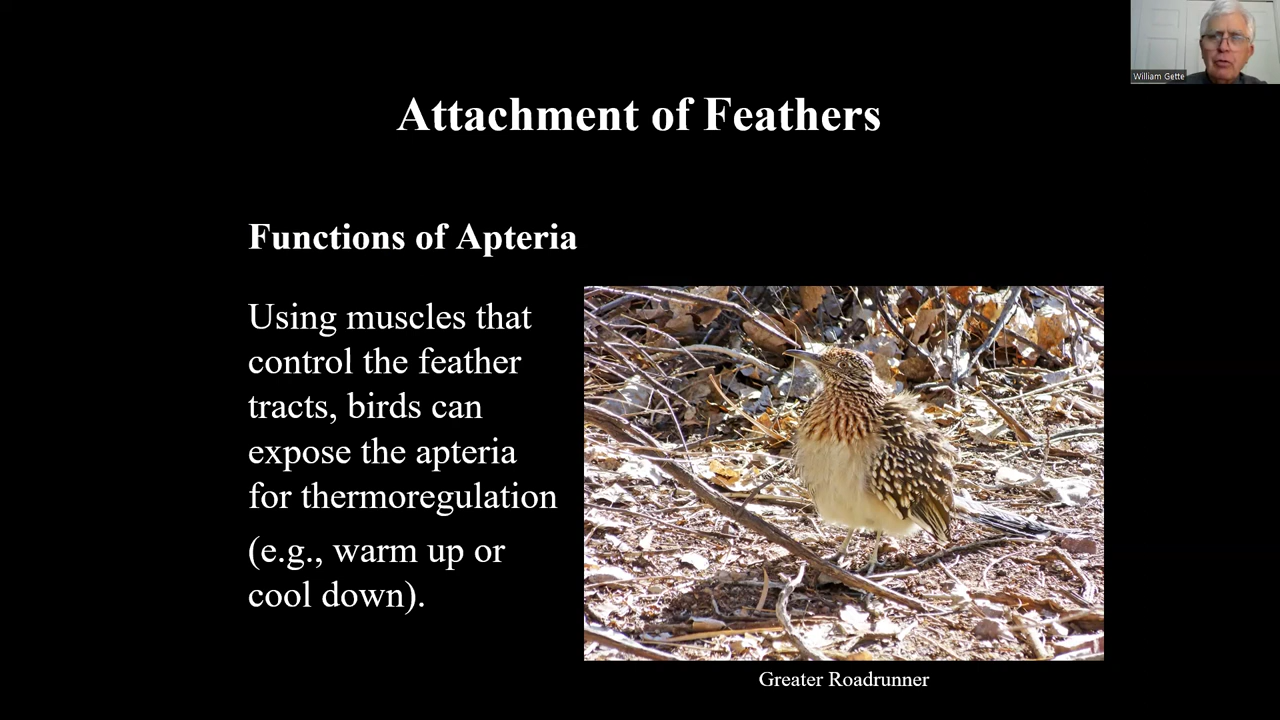 William Gette
Attachment of Feathers
Functions of Apteria
Using muscles that
control the feather
tracts, birds can
expose the apteria
for thermoregulation
(e.g., warm up or
cool down).
Greater Roadrunner